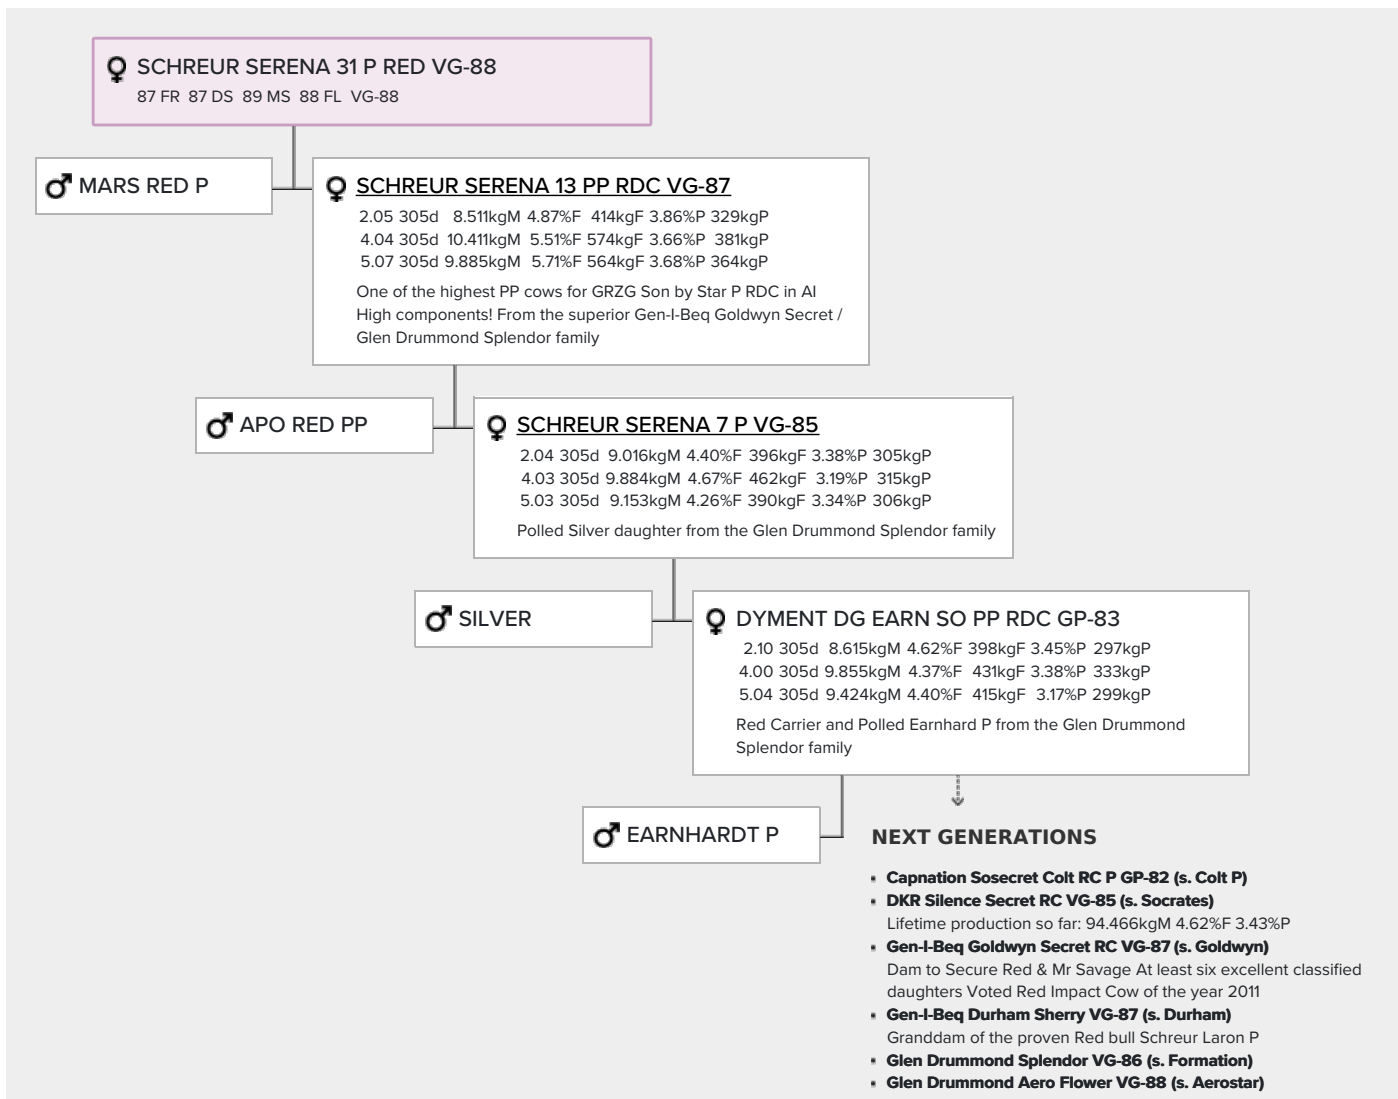 SCHREUR SERENA 31 P RED VG-88
87 FR 87 DS 89 MS 88 FL VG-88
MARS RED P
SCHREUR SERENA 13 PP RDC VG-87
2.05 305d 8.511kgM 4.87%F 414kgF 3.86%P 329kgP
4.04 305d 10.411kgM 5.51%F 574kgF 3.66%P 381kgP
5.07 305d 9.885kgM 5.71%F 564kgF 3.68%P 364kgP
One of the highest PP cows for GRZG Son by Star P RDC in AI
High components! From the superior Gen-I-Beq Goldwyn Secret /
Glen Drummond Splendor family
APO RED PP
SCHREUR SERENA 7 P VG-85
2.04 305d 9.016kgM 4.40%F 396kgF 3.38%P 305kgP
4.03 305d 9.884kgM 4.67%F 462kgF 3.19%P 315kgP
5.03 305d 9.153kgM 4.26%F 390kgF 3.34%P 306kgP
Polled Silver daughter from the Glen Drummond Splendor family
SILVER
DYMENT DG EARN SO PP RDC GP-83
2.10 305d 8.615kgM 4.62%F 398kgF 3.45%P 297kgP
4.00 305d 9.855kgM 4.37%F 431kgF 3.38%P 333kgP
5.04 305d 9.424kgM 4.40%F 415kgF 3.17%P 299kgP
Red Carrier and Polled Earnhard P from the Glen Drummond
Splendor family
EARNHARDT P
NEXT GENERATIONS
Capnation Sosecret Colt RC P GP-82 (s. Colt P)
DKR Silence Secret RC VG-85 (s. Socrates)
Lifetime production so far: 94.466kgM 4.62%F 3.43%P
Gen-I-Beq Goldwyn Secret RC VG-87 (s. Goldwyn)
Dam to Secure Red & Mr Savage At least six excellent classified
daughters Voted Red Impact Cow of the year 2011
Gen-I-Beq Durham Sherry VG-87 (s. Durham)
Granddam of the proven Red bull Schreur Laron P
Glen Drummond Splendor VG-86 (s. Formation)
Glen Drummond Aero Flower VG-88 (s. Aerostar)